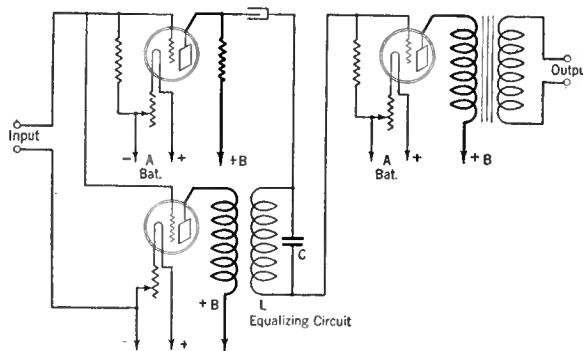 Input
- A +
Bat.
+B
A +
Bat.
+B
Output
+B
L
C
Equalizing Circuit
- +